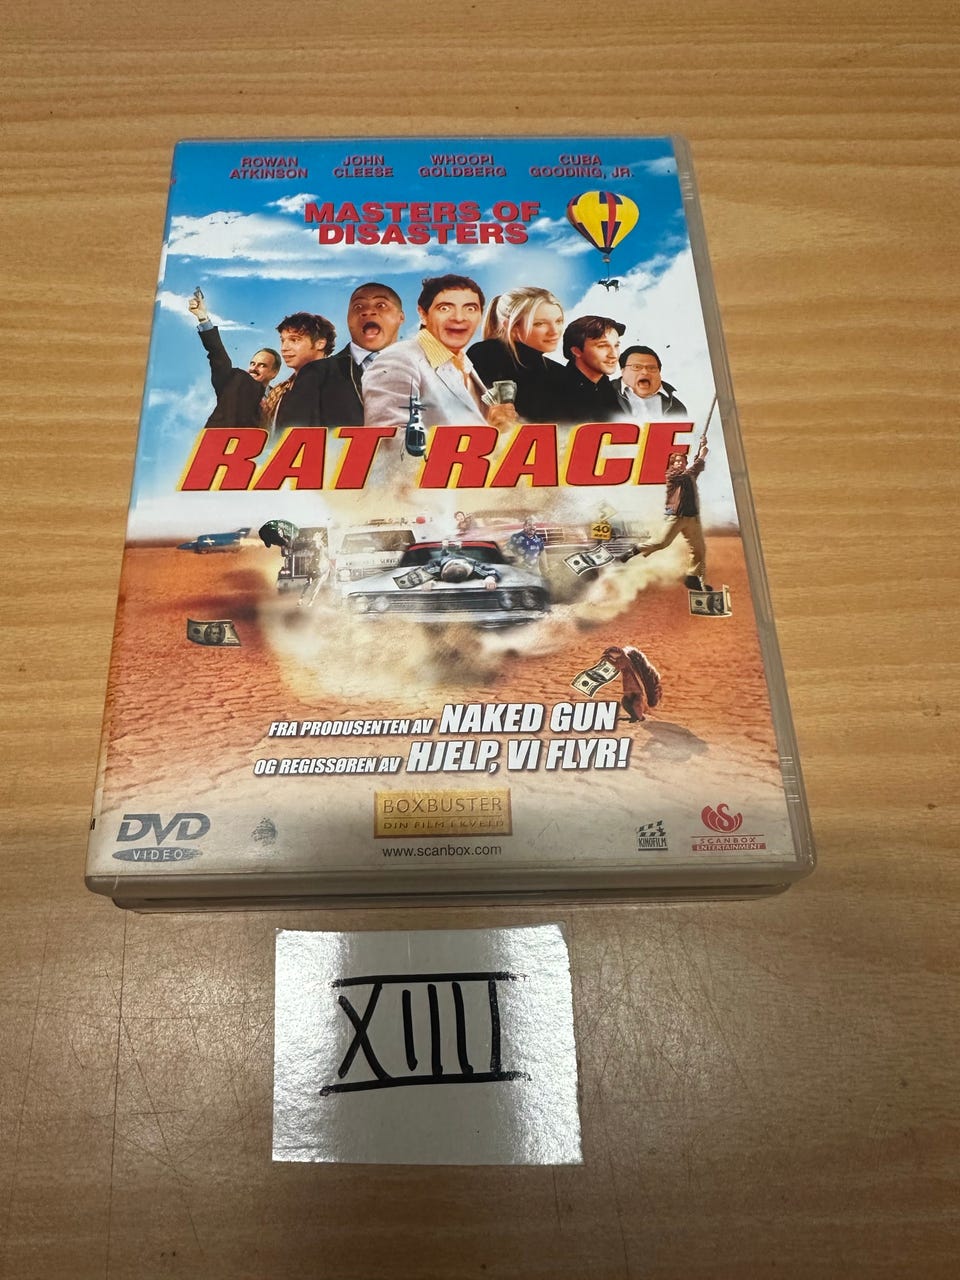 ROWAN ATKINSON
JOHN CLEESE
WHOOPI GOLDBERG
CUBA GOODING, JR.
MASTERS OF
DISASTERS
RAT RACE
40
FRA PRODUSENTEN AV NAKED GUN
OG REGISSØREN AV HJELP, VI FLYR!
BOXBUSTER
DIN FILM I KVELD
www.scanbox.com
DVD
VIDEO
KINOFILM
SCANBOX
ENTERTAINMENT
XIIII